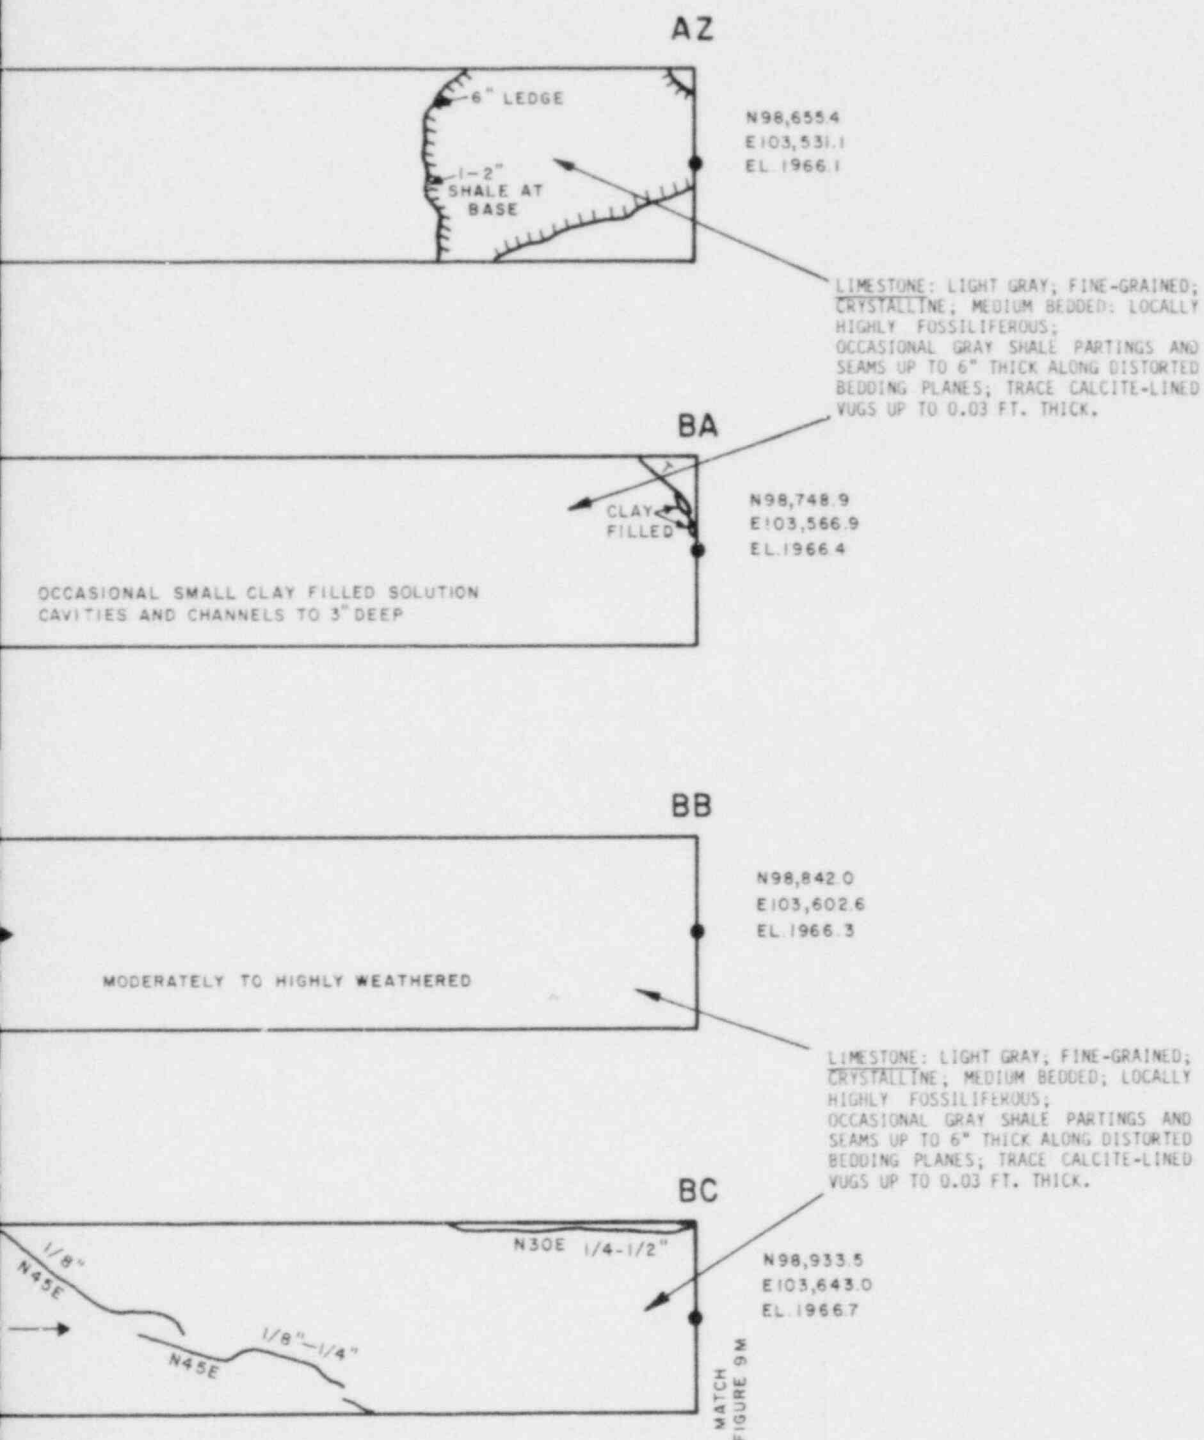 AZ
6" LEDGE
1-2"
SHALE AT
BASE
N98,655.4
E103,531.1
EL. 1966.1
LIMESTONE: LIGHT GRAY; FINE-GRAINED;
CRYSTALLINE; MEDIUM BEDDED; LOCALLY
HIGHLY FOSSILIFEROUS;
OCCASIONAL GRAY SHALE PARTINGS AND
SEAMS UP TO 6" THICK ALONG DISTORTED
BEDDING PLANES; TRACE CALCITE-LINED
VUGS UP TO 0.03 FT. THICK.
BA
CLAY
FILLED
N98,748.9
E103,566.9
EL. 1966.4
OCCASIONAL SMALL CLAY FILLED SOLUTION
CAVITIES AND CHANNELS TO 3" DEEP
BB
N98,842.0
E103,602.6
EL. 1966.3
MODERATELY TO HIGHLY WEATHERED
LIMESTONE: LIGHT GRAY; FINE-GRAINED;
CRYSTALLINE; MEDIUM BEDDED; LOCALLY
HIGHLY FOSSILIFEROUS;
OCCASIONAL GRAY SHALE PARTINGS AND
SEAMS UP TO 6" THICK ALONG DISTORTED
BEDDING PLANES; TRACE CALCITE-LINED
VUGS UP TO 0.03 FT. THICK.
BC
N30E 1/4-1/2"
1/8"
N45E
1/8"-1/4"
N45E
N98,933.5
E103,643.0
EL. 1966.7
MATCH
FIGURE 9M